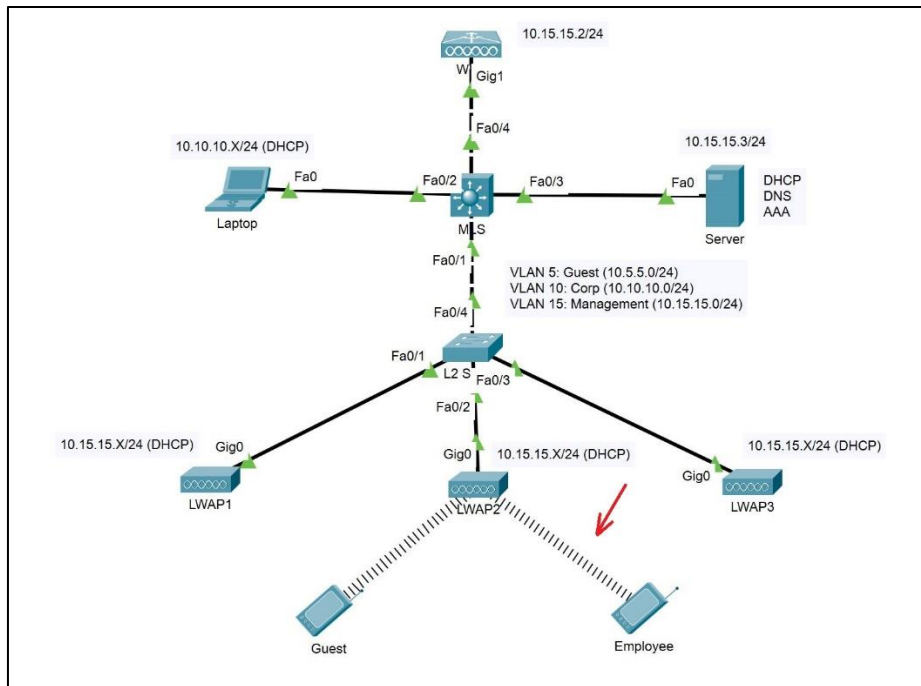 10.15.15.2/24
W
Gig1
Fa0/4
10.10.10.X/24 (DHCP)
10.15.15.3/24
Fa0
Fa0/2
Fa0/3
Fa0
DHCP
DNS
AAA
Laptop
MLS
Server
Fa0/1
VLAN 5: Guest (10.5.5.0/24)
VLAN 10: Corp (10.10.10.0/24)
VLAN 15: Management (10.15.15.0/24)
Fa0/4
Fa0/1
L2 S
Fa0/3
Fa0/2
10.15.15.X/24 (DHCP)
Gig0
10.15.15.X/24 (DHCP)
Gig0
10.15.15.X/24 (DHCP)
Gig0
LWAP1
LWAP2
LWAP3
Guest
Employee